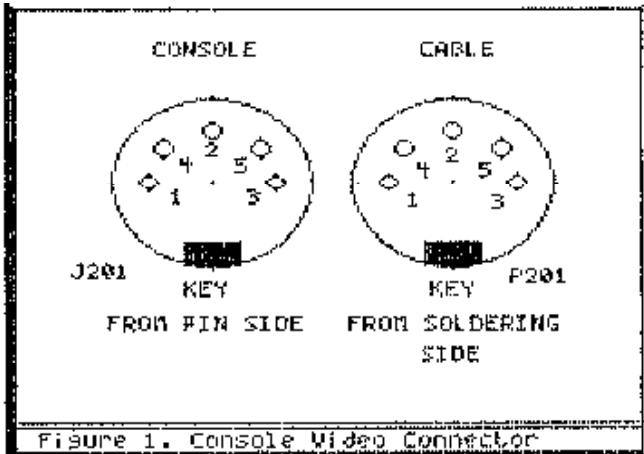 CONSOLE CABLE
2 2
4 5 4 5
1 3 1 3
J201 P201
KEY KEY
FROM PIN SIDE FROM SOLDERING
SIDE
Figure 1. Console Video Connector